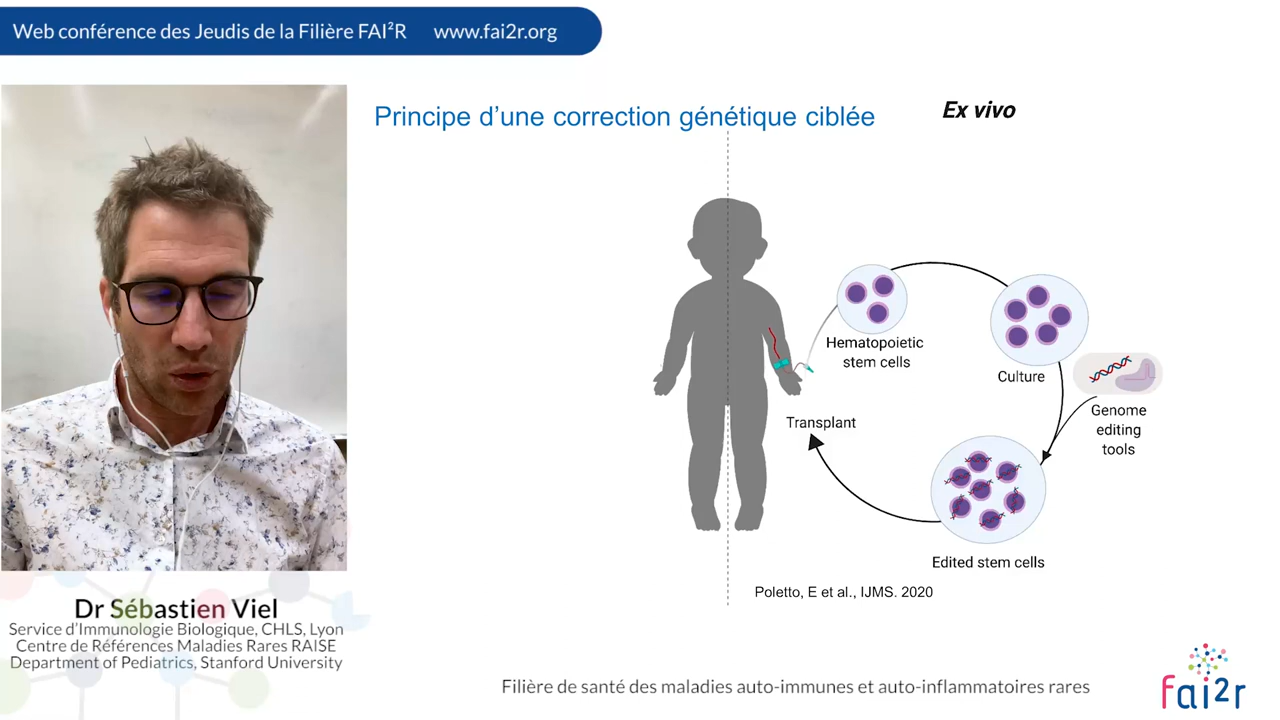 Web conférence des Jeudis de la Filière FAI²R www.fai2r.org
Principe d'une correction génétique ciblée
Ex vivo
Hematopoietic
stem cells
Culture
Genome
editing
tools
Transplant
Edited stem cells
Poletto, E et al., IJMS. 2020
Dr Sébastien Viel
Service d'Immunologie Biologique, CHLS, Lyon
Centre de Références Maladies Rares RAISE
Department of Pediatrics, Stanford University
Filière de santé des maladies auto-immunes et auto-inflammatoires rares
fai2r